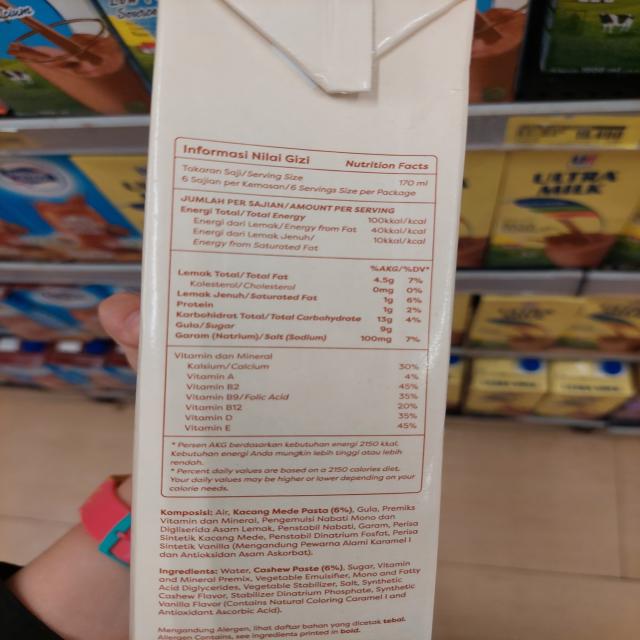 Informasi Nilai Gizi Nutrition Facts
Takaran Saji/Serving Size 170 ml
6 Sajian per Kemasan/6 Servings Size per Package
JUMLAH PER SAJIAN/AMOUNT PER SERVING
Energi Total/Total Energy 100kkal/kcal
Energi dari Lemak/Energy from Fat 40kkal/kcal
Energi dari Lemak Jenuh/ 10kkal/kcal
Energy from Saturated Fat
%AKG/%DV*
Lemak Total/Total Fat 4.5g 7%
Kolesterol/Cholesterol 0mg 0%
Lemak Jenuh/Saturated Fat 1g 6%
Protein 1g 2%
Karbohidrat Total/Total Carbohydrate 13g 4%
Gula/Sugar 9g
Garam (Natrium)/Salt (Sodium) 100mg 7%
Vitamin dan Mineral
Kalsium/Calcium 30%
Vitamin A 4%
Vitamin B2 45%
Vitamin B9/Folic Acid 35%
Vitamin B12 20%
Vitamin D 35%
Vitamin E 45%
* Persen AKG berdasarkan kebutuhan energi 2150 kkal.
Kebutuhan energi Anda mungkin lebih tinggi atau lebih
rendah.
* Percent daily values are based on a 2150 calories diet.
Your daily values may be higher or lower depending on your
calorie needs.
Komposisi: Air, Kacang Mede Pasta (6%), Gula, Premiks
Vitamin dan Mineral, Pengemulsi Nabati Mono dan
Digliserida Asam Lemak, Penstabil Nabati, Garam, Perisa
Sintetik Kacang Mede, Penstabil Dinatrium Fosfat, Perisa
Sintetik Vanilla (Mengandung Pewarna Alami Karamel I
dan Antioksidan Asam Askorbat).
Ingredients: Water, Cashew Paste (6%), Sugar, Vitamin
and Mineral Premix, Vegetable Emulsifier, Mono and Fatty
Acid Diglycerides, Vegetable Stabilizer, Salt, Synthetic
Cashew Flavor, Stabilizer Dinatrium Phosphate, Synthetic
Vanilla Flavor (Contains Natural Coloring Caramel I and
Antioxidant Ascorbic Acid).
Mengandung Alergen, lihat daftar bahan yang dicetak tebal.
Allergen Contains, see ingredients printed in bold.
ULTRA
MILK